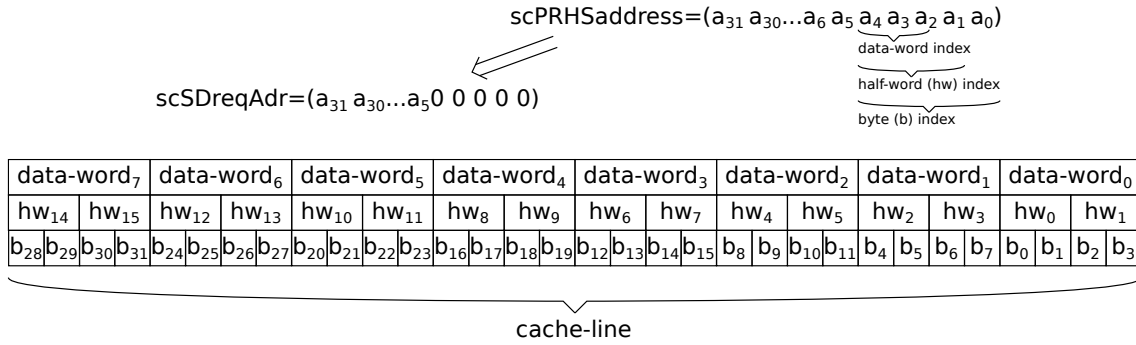 scPRHSaddress=(a₃₁ a₃₀...a₆ a₅ a₄ a₃ a₂ a₁ a₀)
data-word index
half-word (hw) index
byte (b) index
scSDreqAdr=(a₃₁ a₃₀...a₅0 0 0 0 0)
data-word₇ data-word₆ data-word₅ data-word₄ data-word₃ data-word₂ data-word₁ data-word₀
hw₁₄ hw₁₅ hw₁₂ hw₁₃ hw₁₀ hw₁₁ hw₈ hw₉ hw₆ hw₇ hw₄ hw₅ hw₂ hw₃ hw₀ hw₁
b₂₈ b₂₉ b₃₀ b₃₁ b₂₄ b₂₅ b₂₆ b₂₇ b₂₀ b₂₁ b₂₂ b₂₃ b₁₆ b₁₇ b₁₈ b₁₉ b₁₂ b₁₃ b₁₄ b₁₅ b₈ b₉ b₁₀ b₁₁ b₄ b₅ b₆ b₇ b₀ b₁ b₂ b₃
cache-line